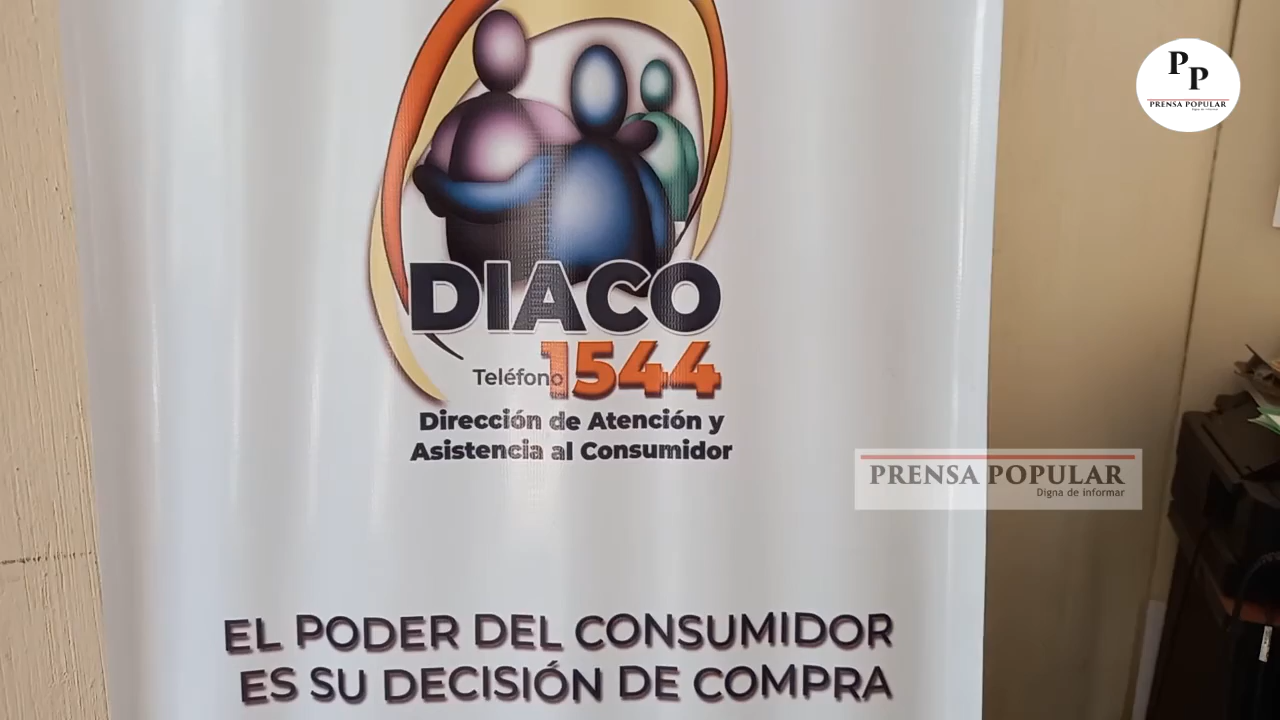 P
P
PRENSA POPULAR
DIACO
Teléfono 1544
Dirección de Atención y
Asistencia al Consumidor
PRENSA POPULAR
Digna de informar
EL PODER DEL CONSUMIDOR
ES SU DECISIÓN DE COMPRA